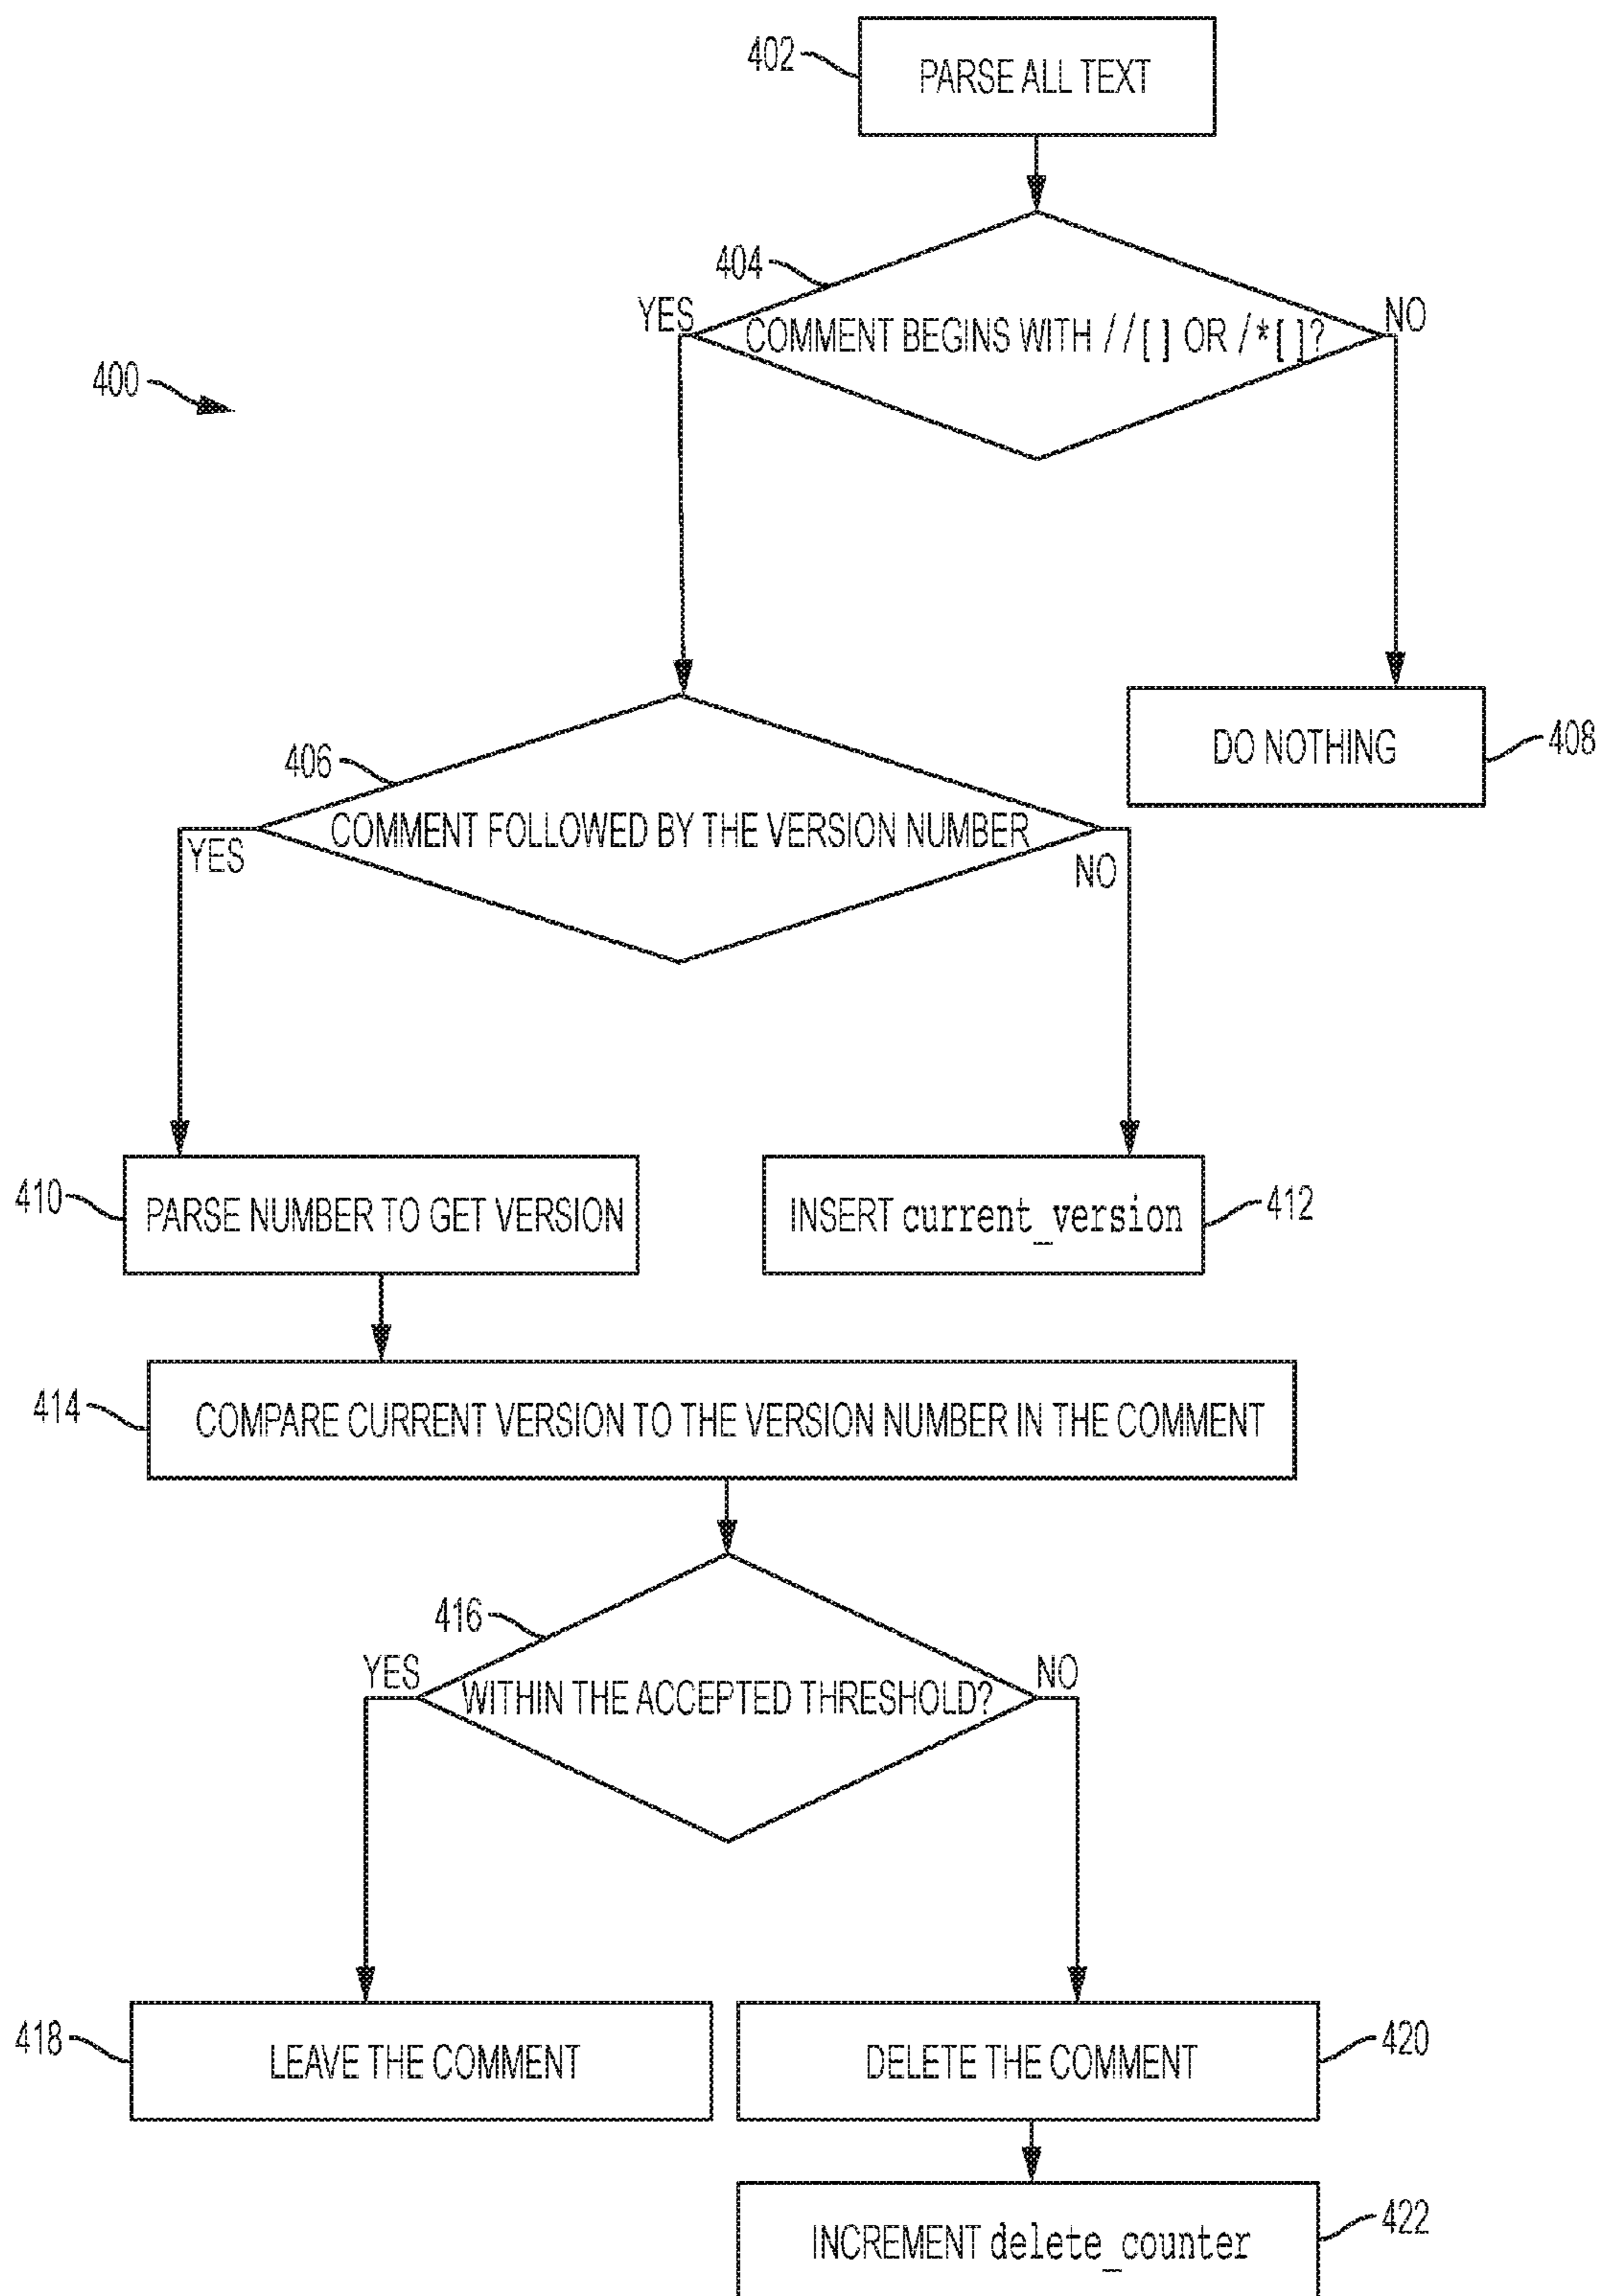 402
PARSE ALL TEXT
404
YES
COMMENT BEGINS WITH //[ ] OR /*[ ]?
NO
400
406
COMMENT FOLLOWED BY THE VERSION NUMBER
YES
NO
DO NOTHING
408
410
PARSE NUMBER TO GET VERSION
INSERT current_version
412
414
COMPARE CURRENT VERSION TO THE VERSION NUMBER IN THE COMMENT
416
YES
WITHIN THE ACCEPTED THRESHOLD?
NO
418
LEAVE THE COMMENT
DELETE THE COMMENT
420
INCREMENT delete_counter
422